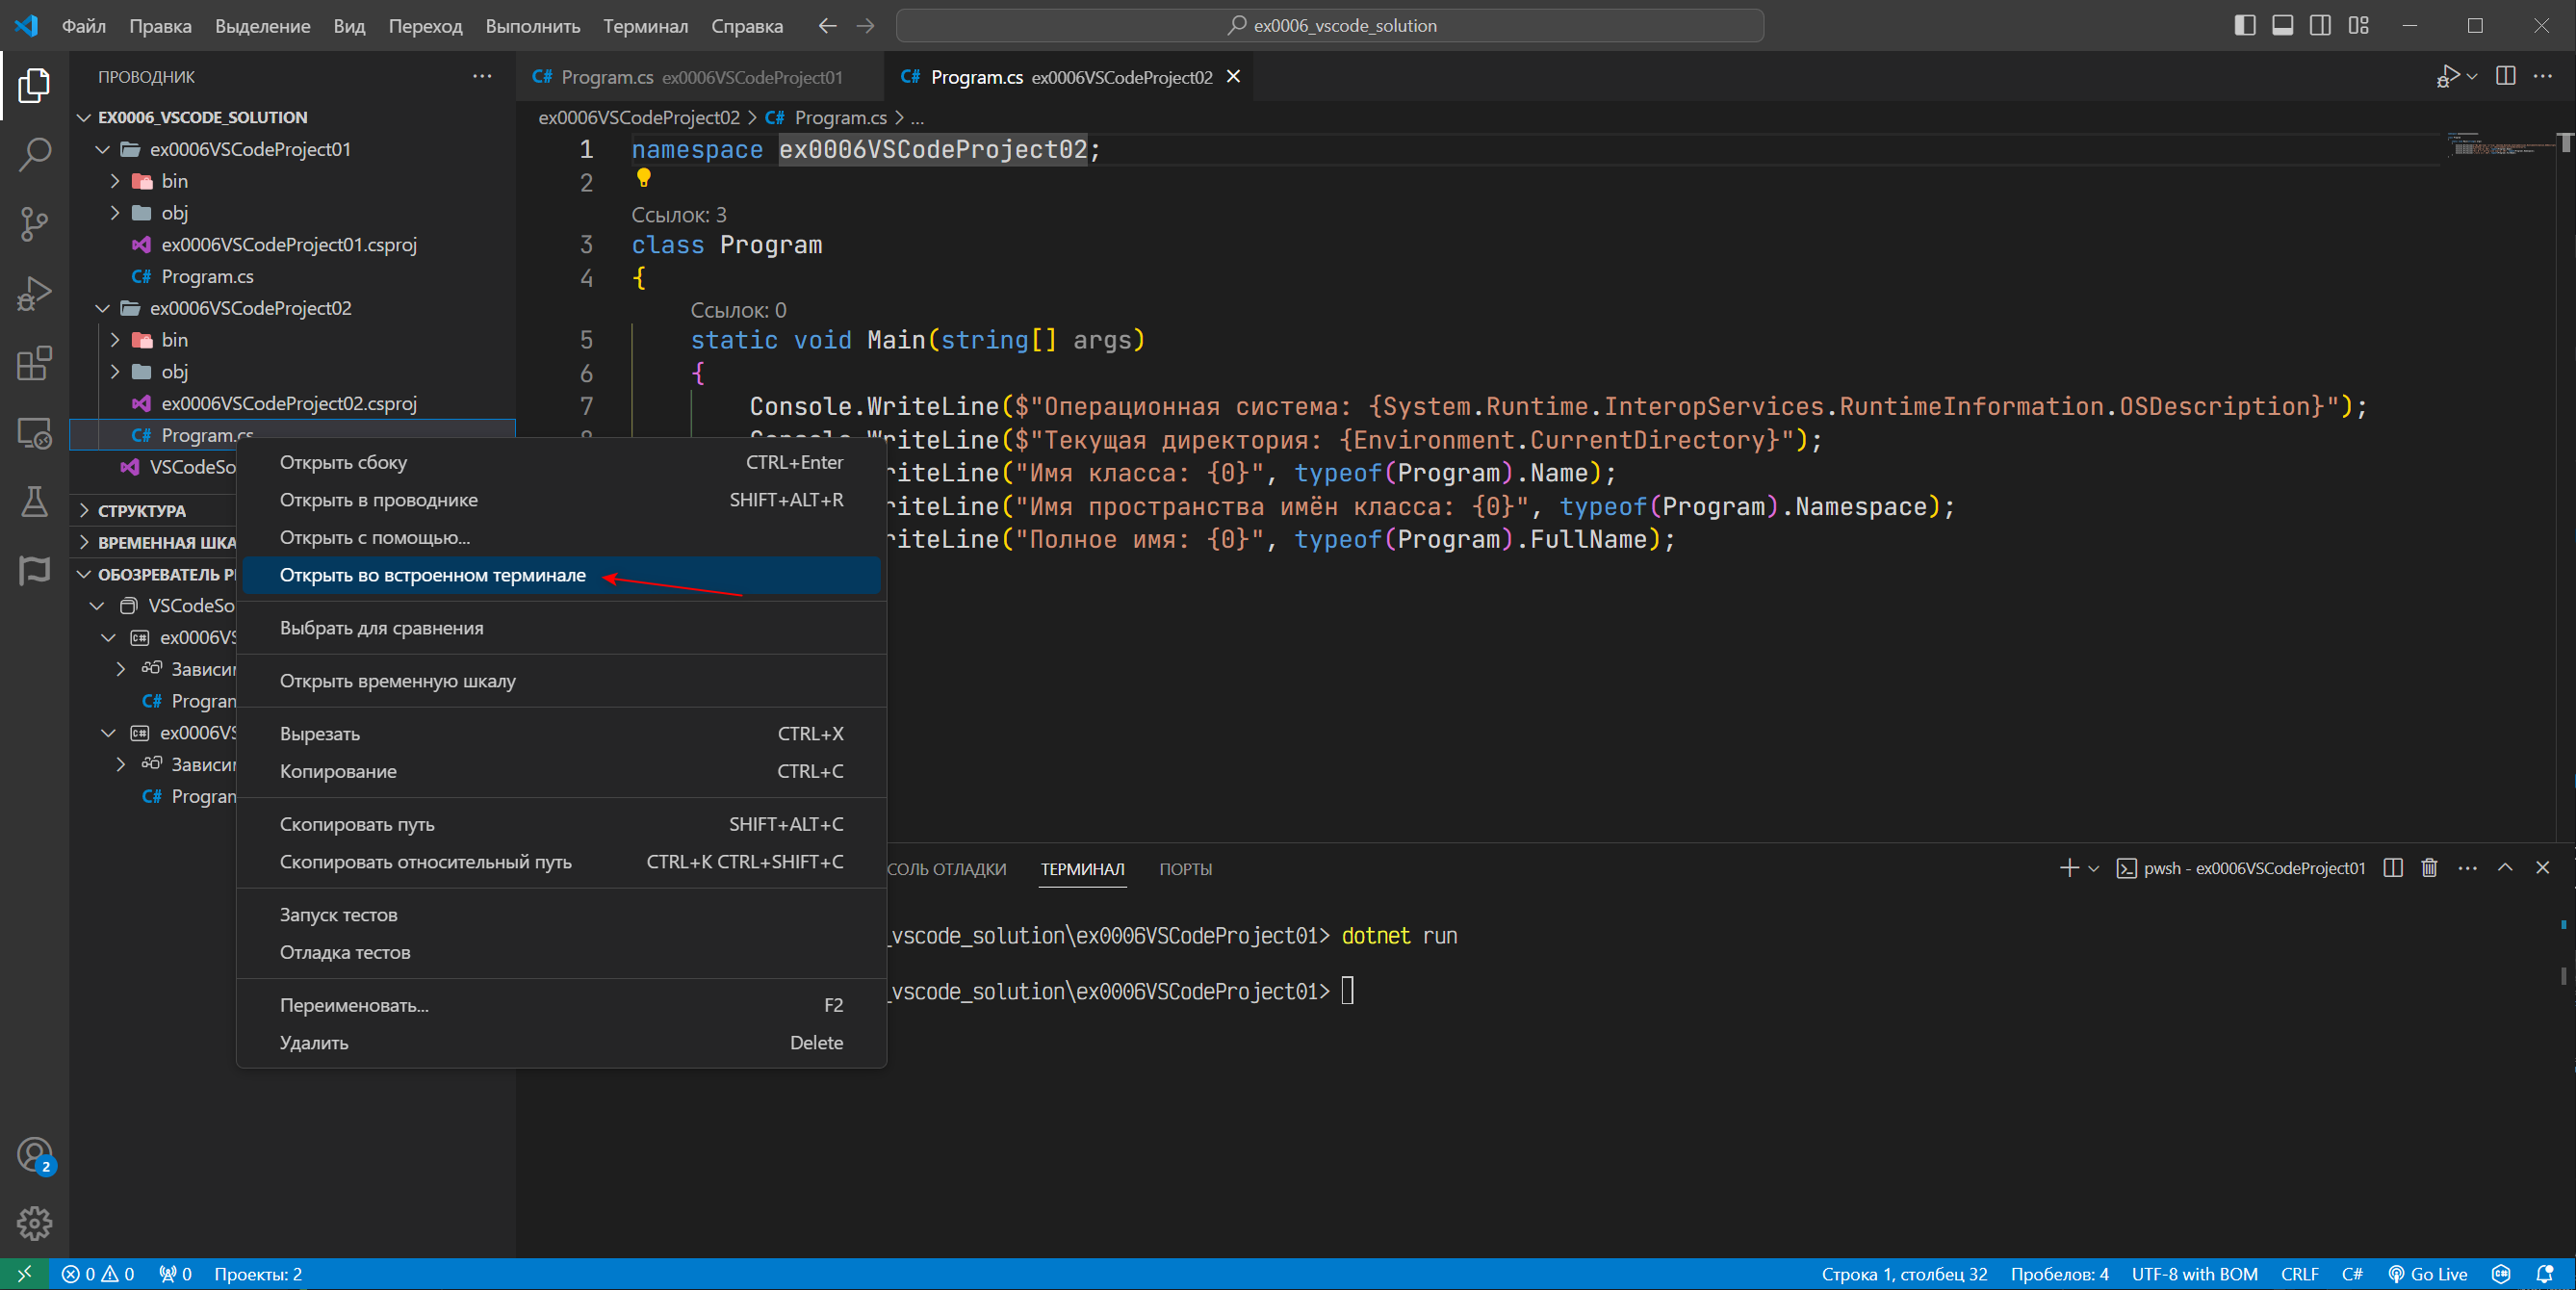 Файл Правка Выделение Вид Переход Выполнить Терминал Справка ex0006_vscode_solution
ПРОВОДНИК
EX0006_VSCODE_SOLUTION
ex0006VSCodeProject01
bin
obj
ex0006VSCodeProject01.csproj
C# Program.cs
ex0006VSCodeProject02
bin
obj
ex0006VSCodeProject02.csproj
C# Program.cs
VSCodeSo
СТРУКТУРА
ВРЕМЕННАЯ ШКА
ОБОЗРЕВАТЕЛЬ Р
VSCodeSo
ex0006VS
Зависи
C# Program
ex0006VS
Зависи
C# Program
Открыть сбоку CTRL+Enter
Открыть в проводнике SHIFT+ALT+R
Открыть с помощью...
Открыть во встроенном терминале
Выбрать для сравнения
Открыть временную шкалу
Вырезать CTRL+X
Копирование CTRL+C
Скопировать путь SHIFT+ALT+C
Скопировать относительный путь CTRL+K CTRL+SHIFT+C
Запуск тестов
Отладка тестов
Переименовать... F2
Удалить Delete
C# Program.cs ex0006VSCodeProject01 C# Program.cs ex0006VSCodeProject02
ex0006VSCodeProject02 > C# Program.cs > ...
1 namespace ex0006VSCodeProject02;
2
Ссылок: 3
3 class Program
4 {
Ссылок: 0
5 static void Main(string[] args)
6 {
7 Console.WriteLine($"Операционная система: {System.Runtime.InteropServices.RuntimeInformation.OSDescription}");
8 Console.WriteLine($"Текущая директория: {Environment.CurrentDirectory}");
riteLine("Имя класса: {0}", typeof(Program).Name);
riteLine("Имя пространства имён класса: {0}", typeof(Program).Namespace);
riteLine("Полное имя: {0}", typeof(Program).FullName);
СОЛЬ ОТЛАДКИ ТЕРМИНАЛ ПОРТЫ pwsh - ex0006VSCodeProject01
_vscode_solution\ex0006VSCodeProject01> dotnet run
_vscode_solution\ex0006VSCodeProject01>
2
0 0 0 Проекты: 2 Строка 1, столбец 32 Пробелов: 4 UTF-8 with BOM CRLF C# Go Live